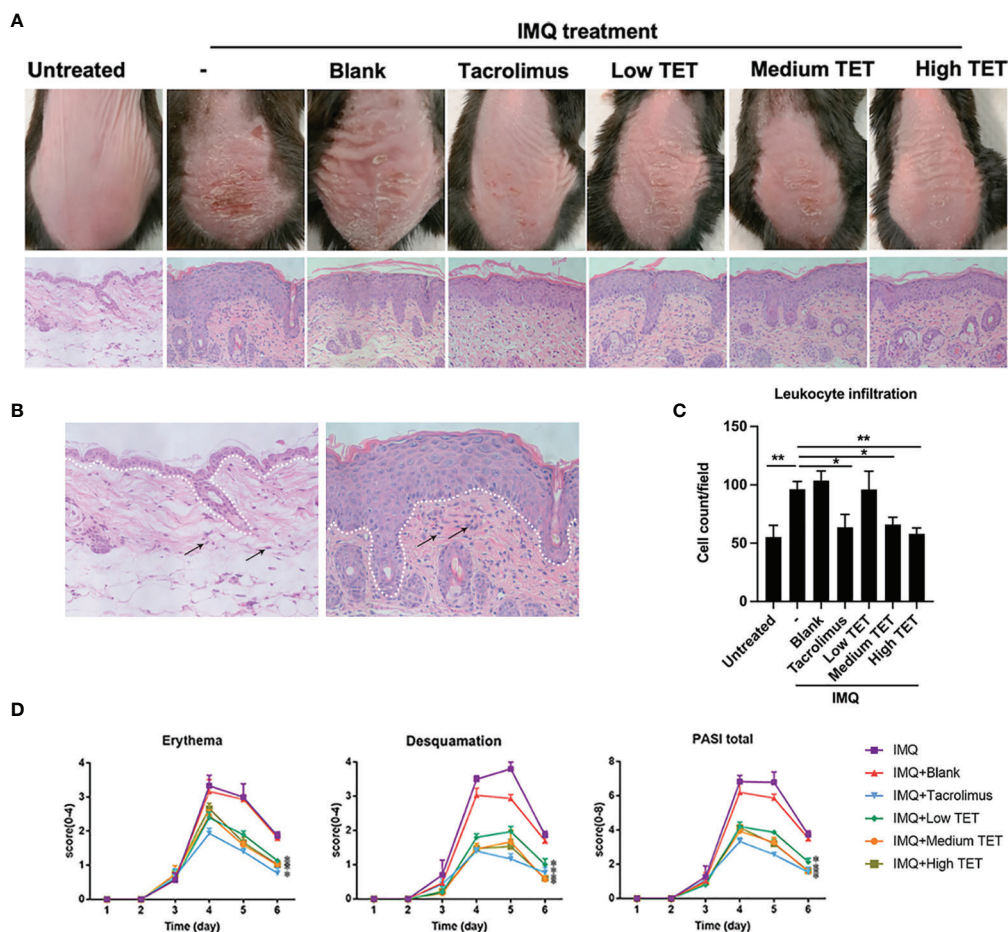 A
IMQ treatment
Untreated - Blank Tacrolimus Low TET Medium TET High TET
B
C
Leukocyte infiltration
Cell count/field
150
100
50
0
**
**
*
*
Untreated
-
Blank
Tacrolimus
Low TET
Medium TET
High TET
IMQ
D
Erythema
score(0-4)
4
3
2
1
0
1 2 3 4 5 6
Time (day)
Desquamation
score(0-4)
4
3
2
1
0
1 2 3 4 5 6
Time (day)
PASI total
score(0-8)
8
6
4
2
0
1 2 3 4 5 6
Time (day)
IMQ
IMQ+Blank
IMQ+Tacrolimus
IMQ+Low TET
IMQ+Medium TET
IMQ+High TET